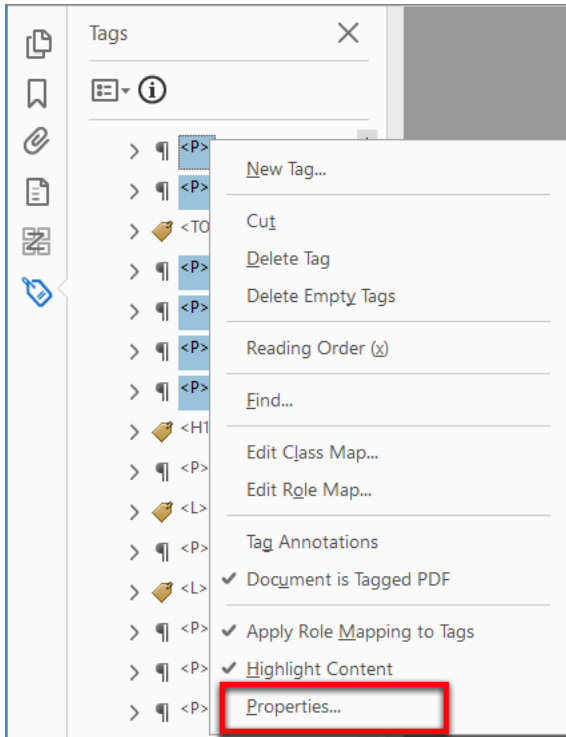 Tags
<P>
<P>
<TO
<P>
<P>
<P>
<P>
<H1
<P>
<L>
<P>
<L>
<P>
<P>
<P>
New Tag...
Cut
Delete Tag
Delete Empty Tags
Reading Order (x)
Find...
Edit Class Map...
Edit Role Map...
Tag Annotations
Document is Tagged PDF
Apply Role Mapping to Tags
Highlight Content
Properties...